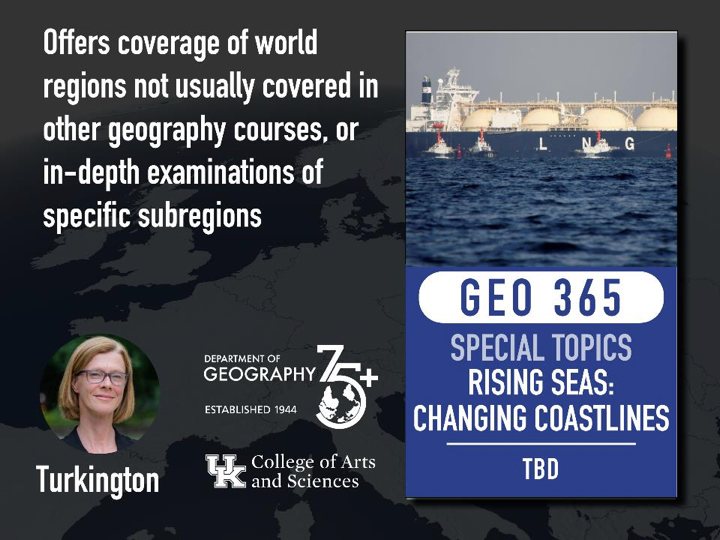 Offers coverage of world
regions not usually covered in
other geography courses, or
in-depth examinations of
specific subregions
Turkington
DEPARTMENT OF
GEOGRAPHY
75+
ESTABLISHED 1944
UK
College of Arts
and Sciences
L N G
GEO 365
SPECIAL TOPICS
RISING SEAS:
CHANGING COASTLINES
TBD